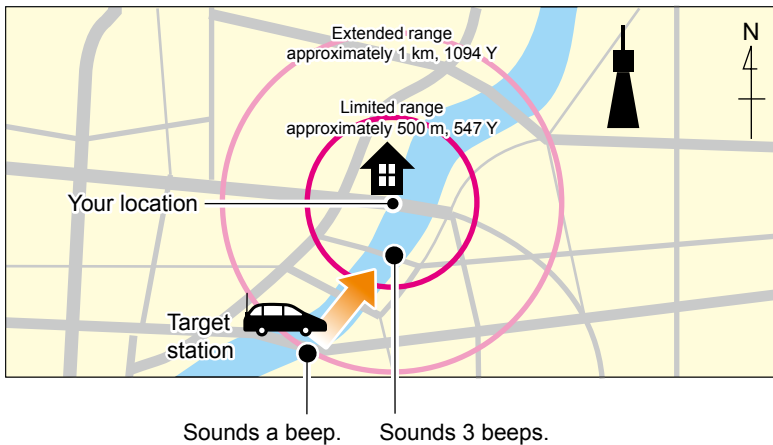 Extended range
approximately 1 km, 1094 Y
N
Limited range
approximately 500 m, 547 Y
Your location
Target
station
Sounds a beep.
Sounds 3 beeps.